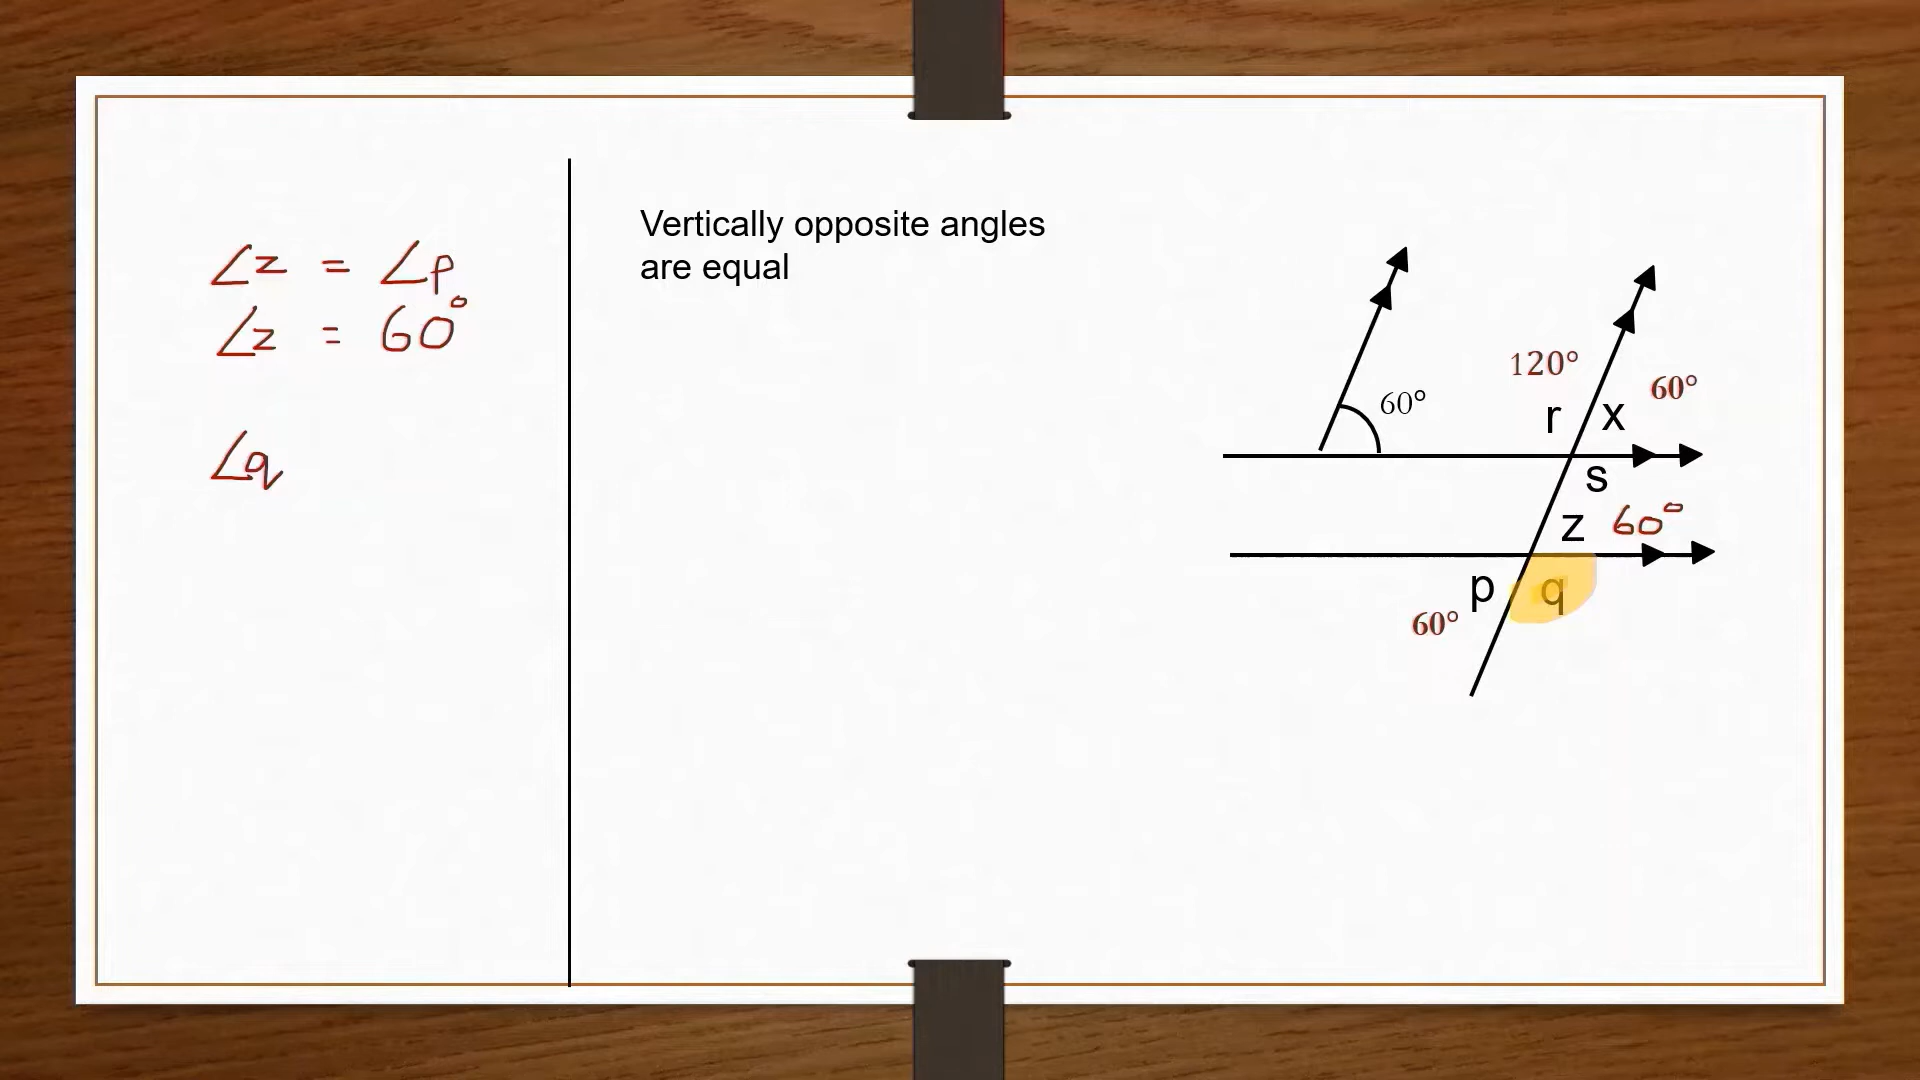 ∠z = ∠p
∠z = 60°
∠q
Vertically opposite angles
are equal
60°
120°
60°
r
x
s
z
60°
p
q
60°